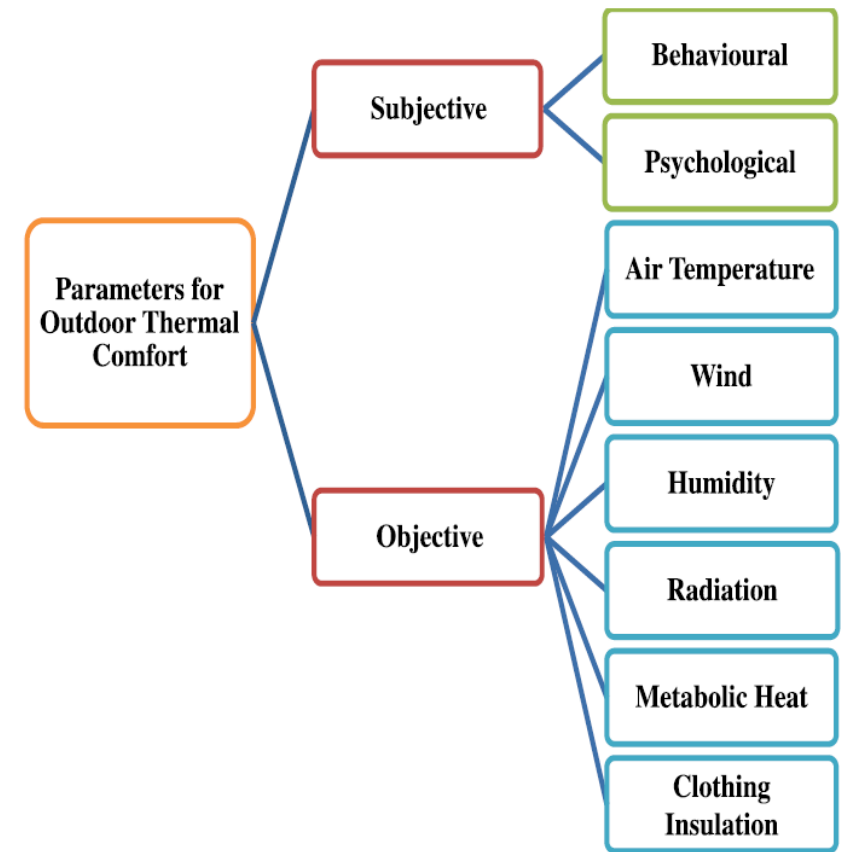 Parameters for
Outdoor Thermal
Comfort
Subjective
Behavioural
Psychological
Objective
Air Temperature
Wind
Humidity
Radiation
Metabolic Heat
Clothing
Insulation